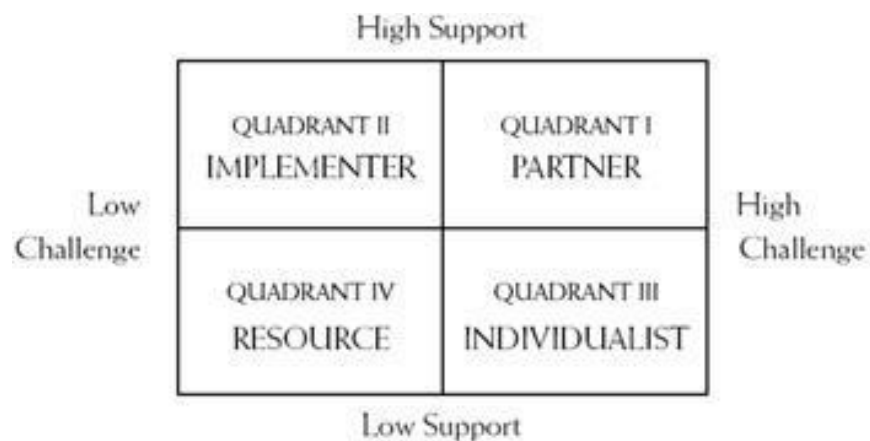 High Support
QUADRANT II
IMPLEMENTER
QUADRANT I
PARTNER
Low
Challenge
High
Challenge
QUADRANT IV
RESOURCE
QUADRANT III
INDIVIDUALIST
Low Support